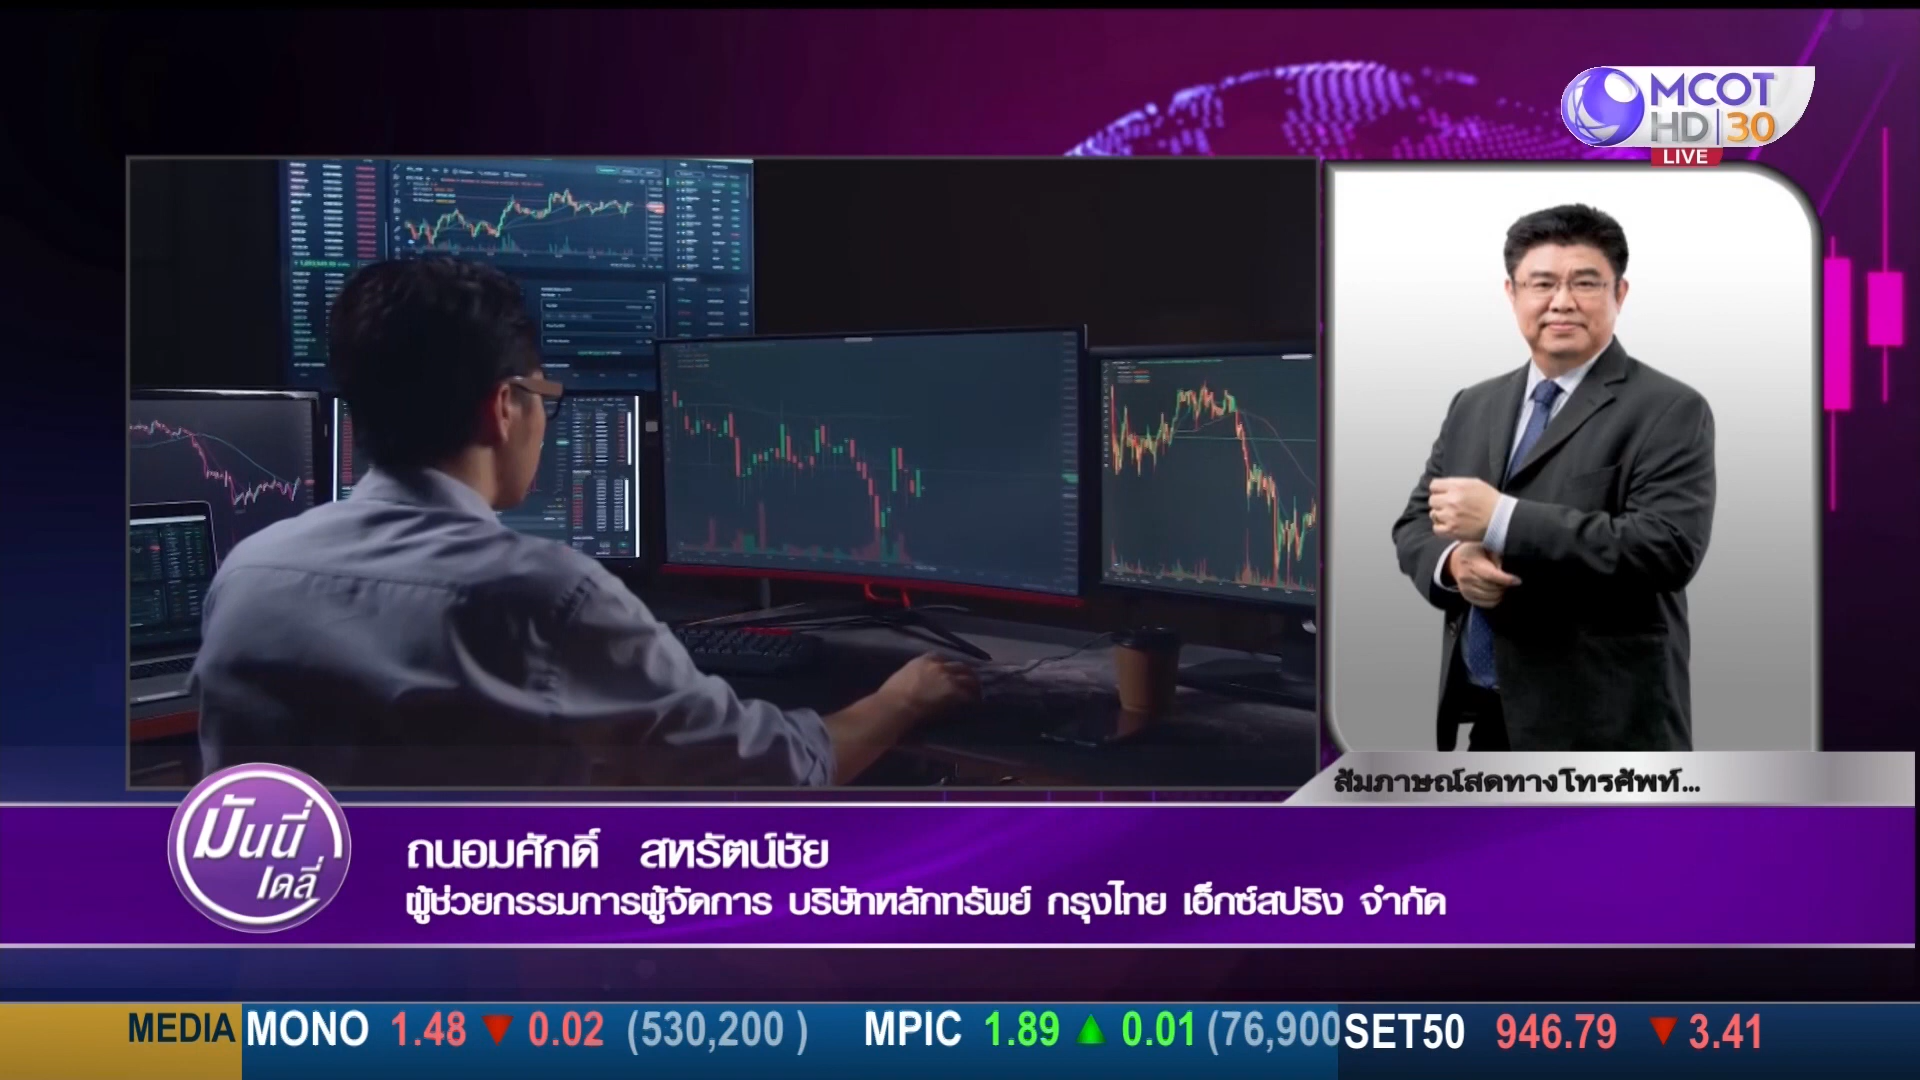 MCOT
HD 30
LIVE
สัมภาษณ์สดทางโทรศัพท์...
มันนี่
เดลี่
ถนอมศักดิ์ สหรัตน์ชัย
ผู้ช่วยกรรมการผู้จัดการ บริษัทหลักทรัพย์ กรุงไทย เอ็กซ์สปริง จำกัด
MEDIA MONO 1.48 ▼ 0.02 (530,200 ) MPIC 1.89 ▲ 0.01 (76,900 SET50 946.79 ▼ 3.41